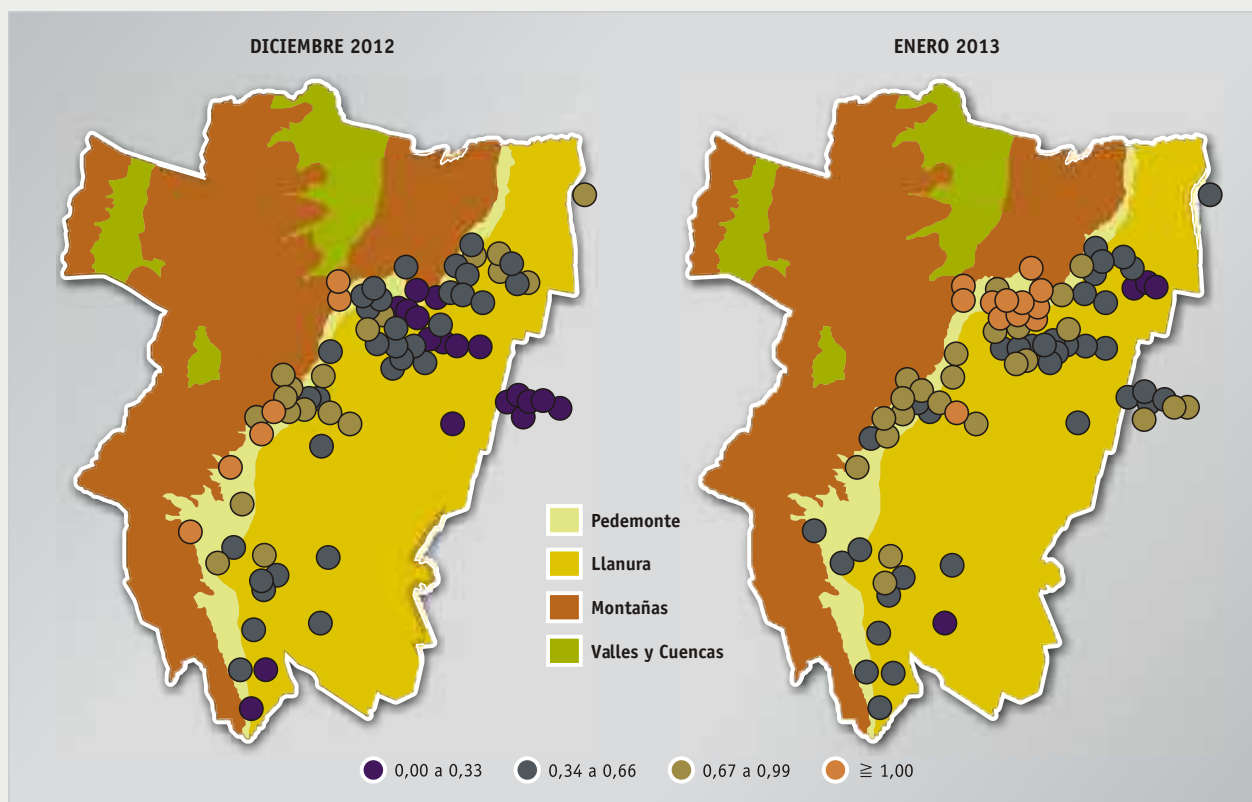 DICIEMBRE 2012
ENERO 2013
Pedemonte
Llanura
Montañas
Valles y Cuencas
0,00 a 0,33
0,34 a 0,66
0,67 a 0,99
≧ 1,00